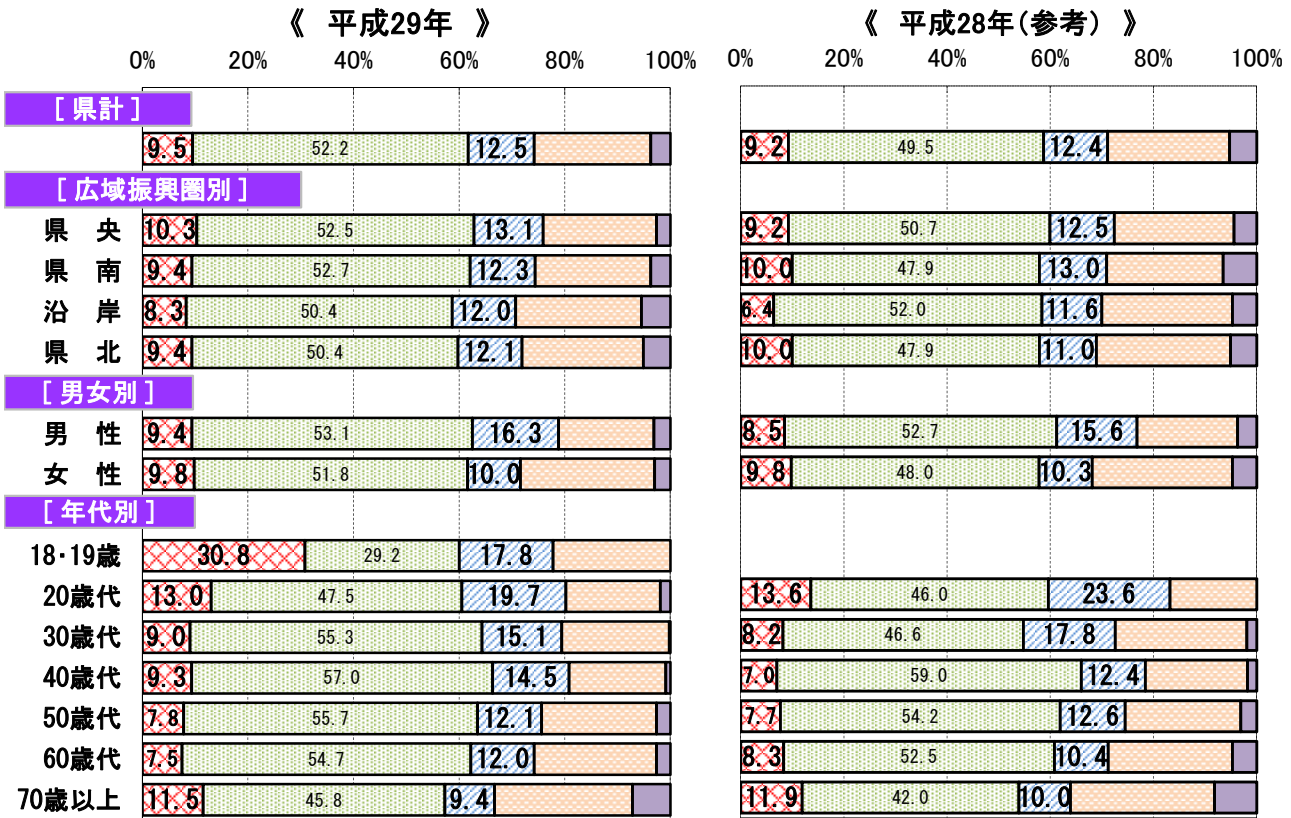 《 平成29年 》 《 平成28年(参考) 》
0% 20% 40% 60% 80% 100% 0% 20% 40% 60% 80% 100%
[ 県計 ]
9.5 52.2 12.5 9.2 49.5 12.4
[ 広域振興圏別 ]
県 央 10.3 52.5 13.1 9.2 50.7 12.5
県 南 9.4 52.7 12.3 10.0 47.9 13.0
沿 岸 8.3 50.4 12.0 6.4 52.0 11.6
県 北 9.4 50.4 12.1 10.0 47.9 11.0
[ 男女別 ]
男 性 9.4 53.1 16.3 8.5 52.7 15.6
女 性 9.8 51.8 10.0 9.8 48.0 10.3
[ 年代別 ]
18・19歳 30.8 29.2 17.8
20歳代 13.0 47.5 19.7 13.6 46.0 23.6
30歳代 9.0 55.3 15.1 8.2 46.6 17.8
40歳代 9.3 57.0 14.5 7.0 59.0 12.4
50歳代 7.8 55.7 12.1 7.7 54.2 12.6
60歳代 7.5 54.7 12.0 8.3 52.5 10.4
70歳以上 11.5 45.8 9.4 11.9 42.0 10.0